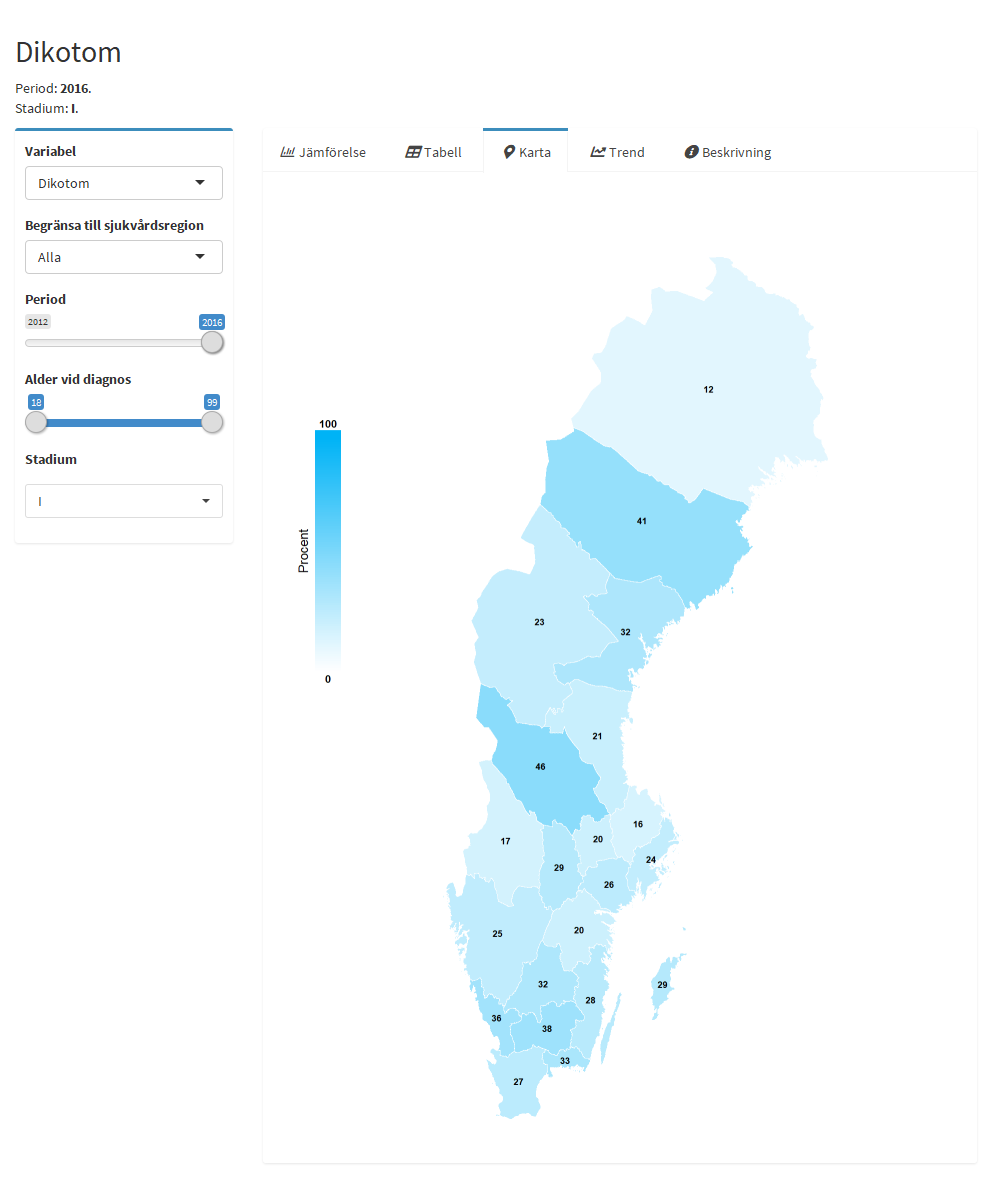 Dikotom
Period: 2016.
Stadium: I.
Variabel
Dikotom
Begränsa till sjukvårdsregion
Alla
Period
2012
2016
Alder vid diagnos
18
99
Stadium
I
Jämförelse
Tabell
Karta
Trend
Beskrivning
100
Procent
0
12
41
23
32
21
46
16
17
20
24
29
26
25
20
32
29
28
36
38
33
27